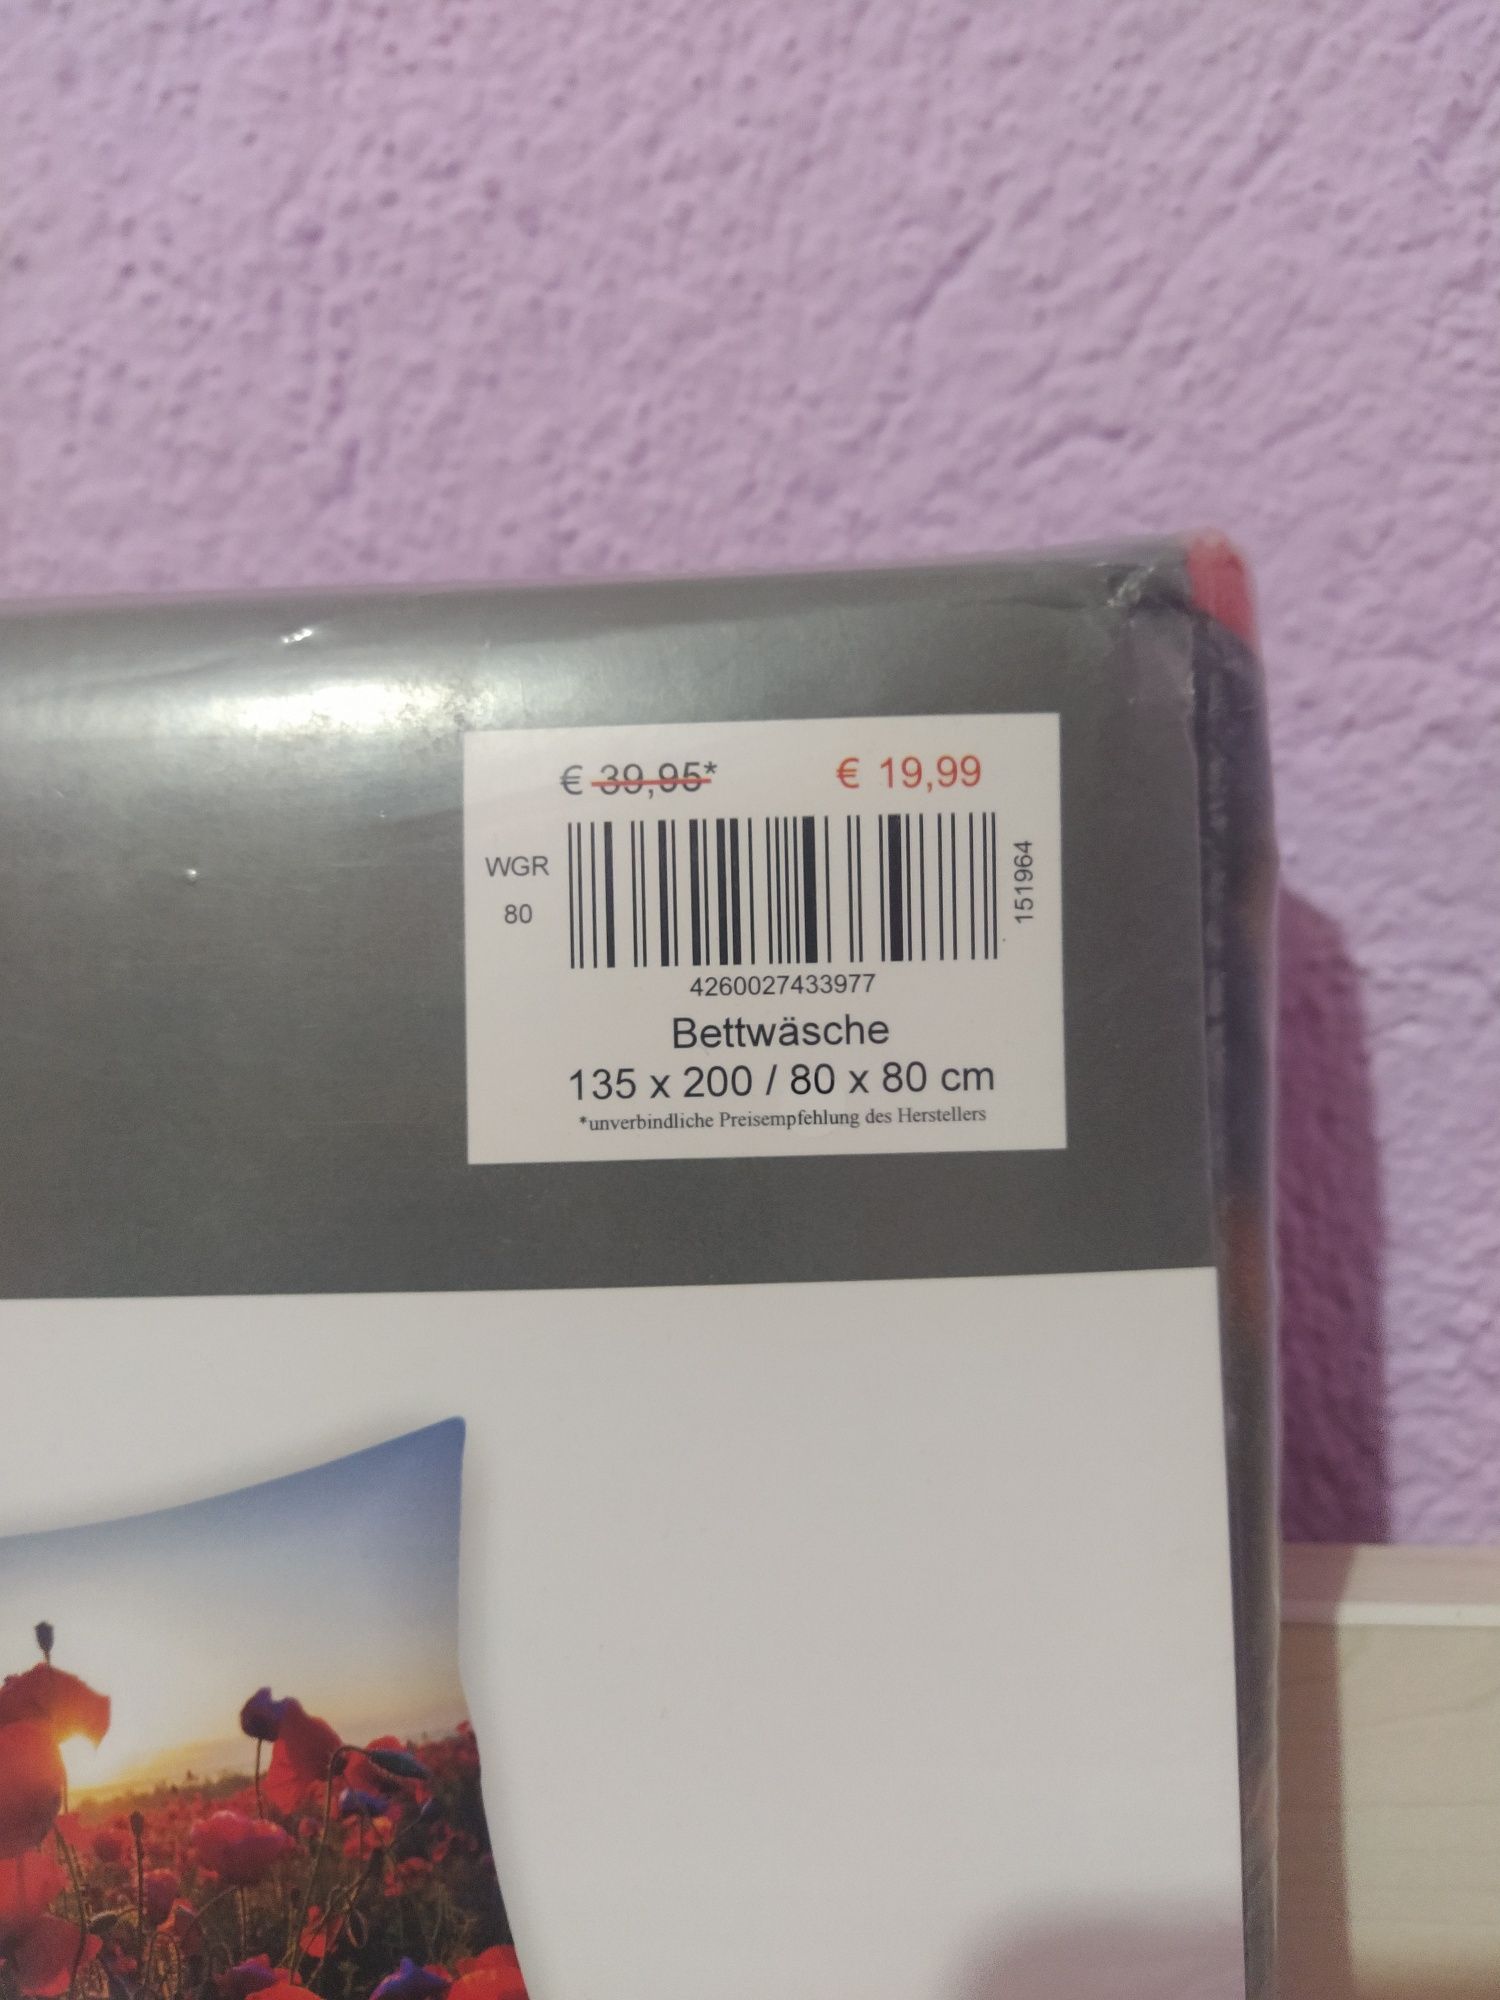 € 39,95* € 19,99
WGR
80
151964
4260027433977
Bettwäsche
135 x 200 / 80 x 80 cm
*unverbindliche Preisempfehlung des Herstellers